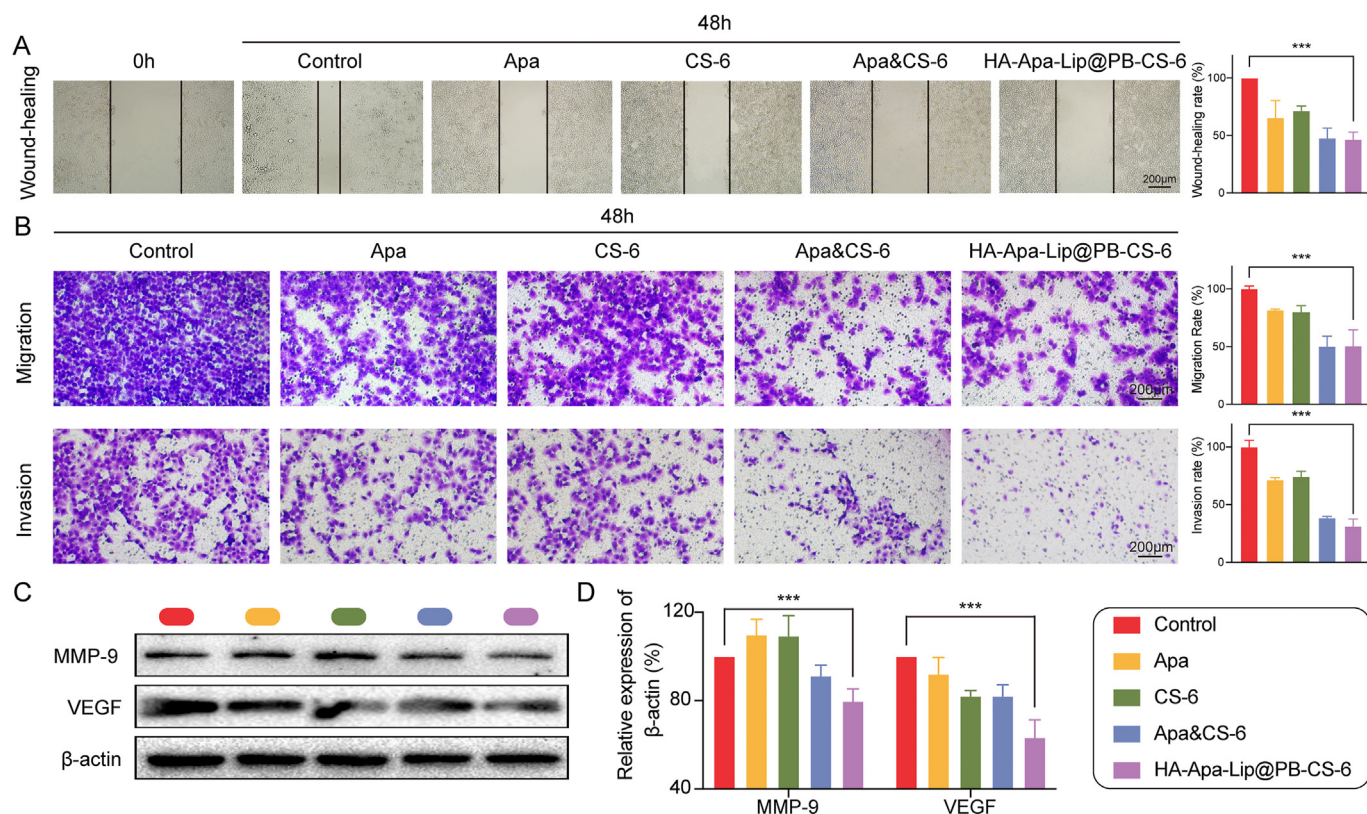 48h
A
0h
Control
Apa
CS-6
Apa&CS-6
HA-Apa-Lip@PB-CS-6
Wound-healing
200μm
Wound-healing rate (%)
100
50
0
***
48h
B
Control
Apa
CS-6
Apa&CS-6
HA-Apa-Lip@PB-CS-6
Migration
200μm
Migration Rate (%)
100
50
0
***
Invasion
200μm
Invasion rate (%)
100
50
0
***
C
MMP-9
VEGF
β-actin
D
Relative expression of
β-actin (%)
120
80
40
***
***
MMP-9
VEGF
Control
Apa
CS-6
Apa&CS-6
HA-Apa-Lip@PB-CS-6